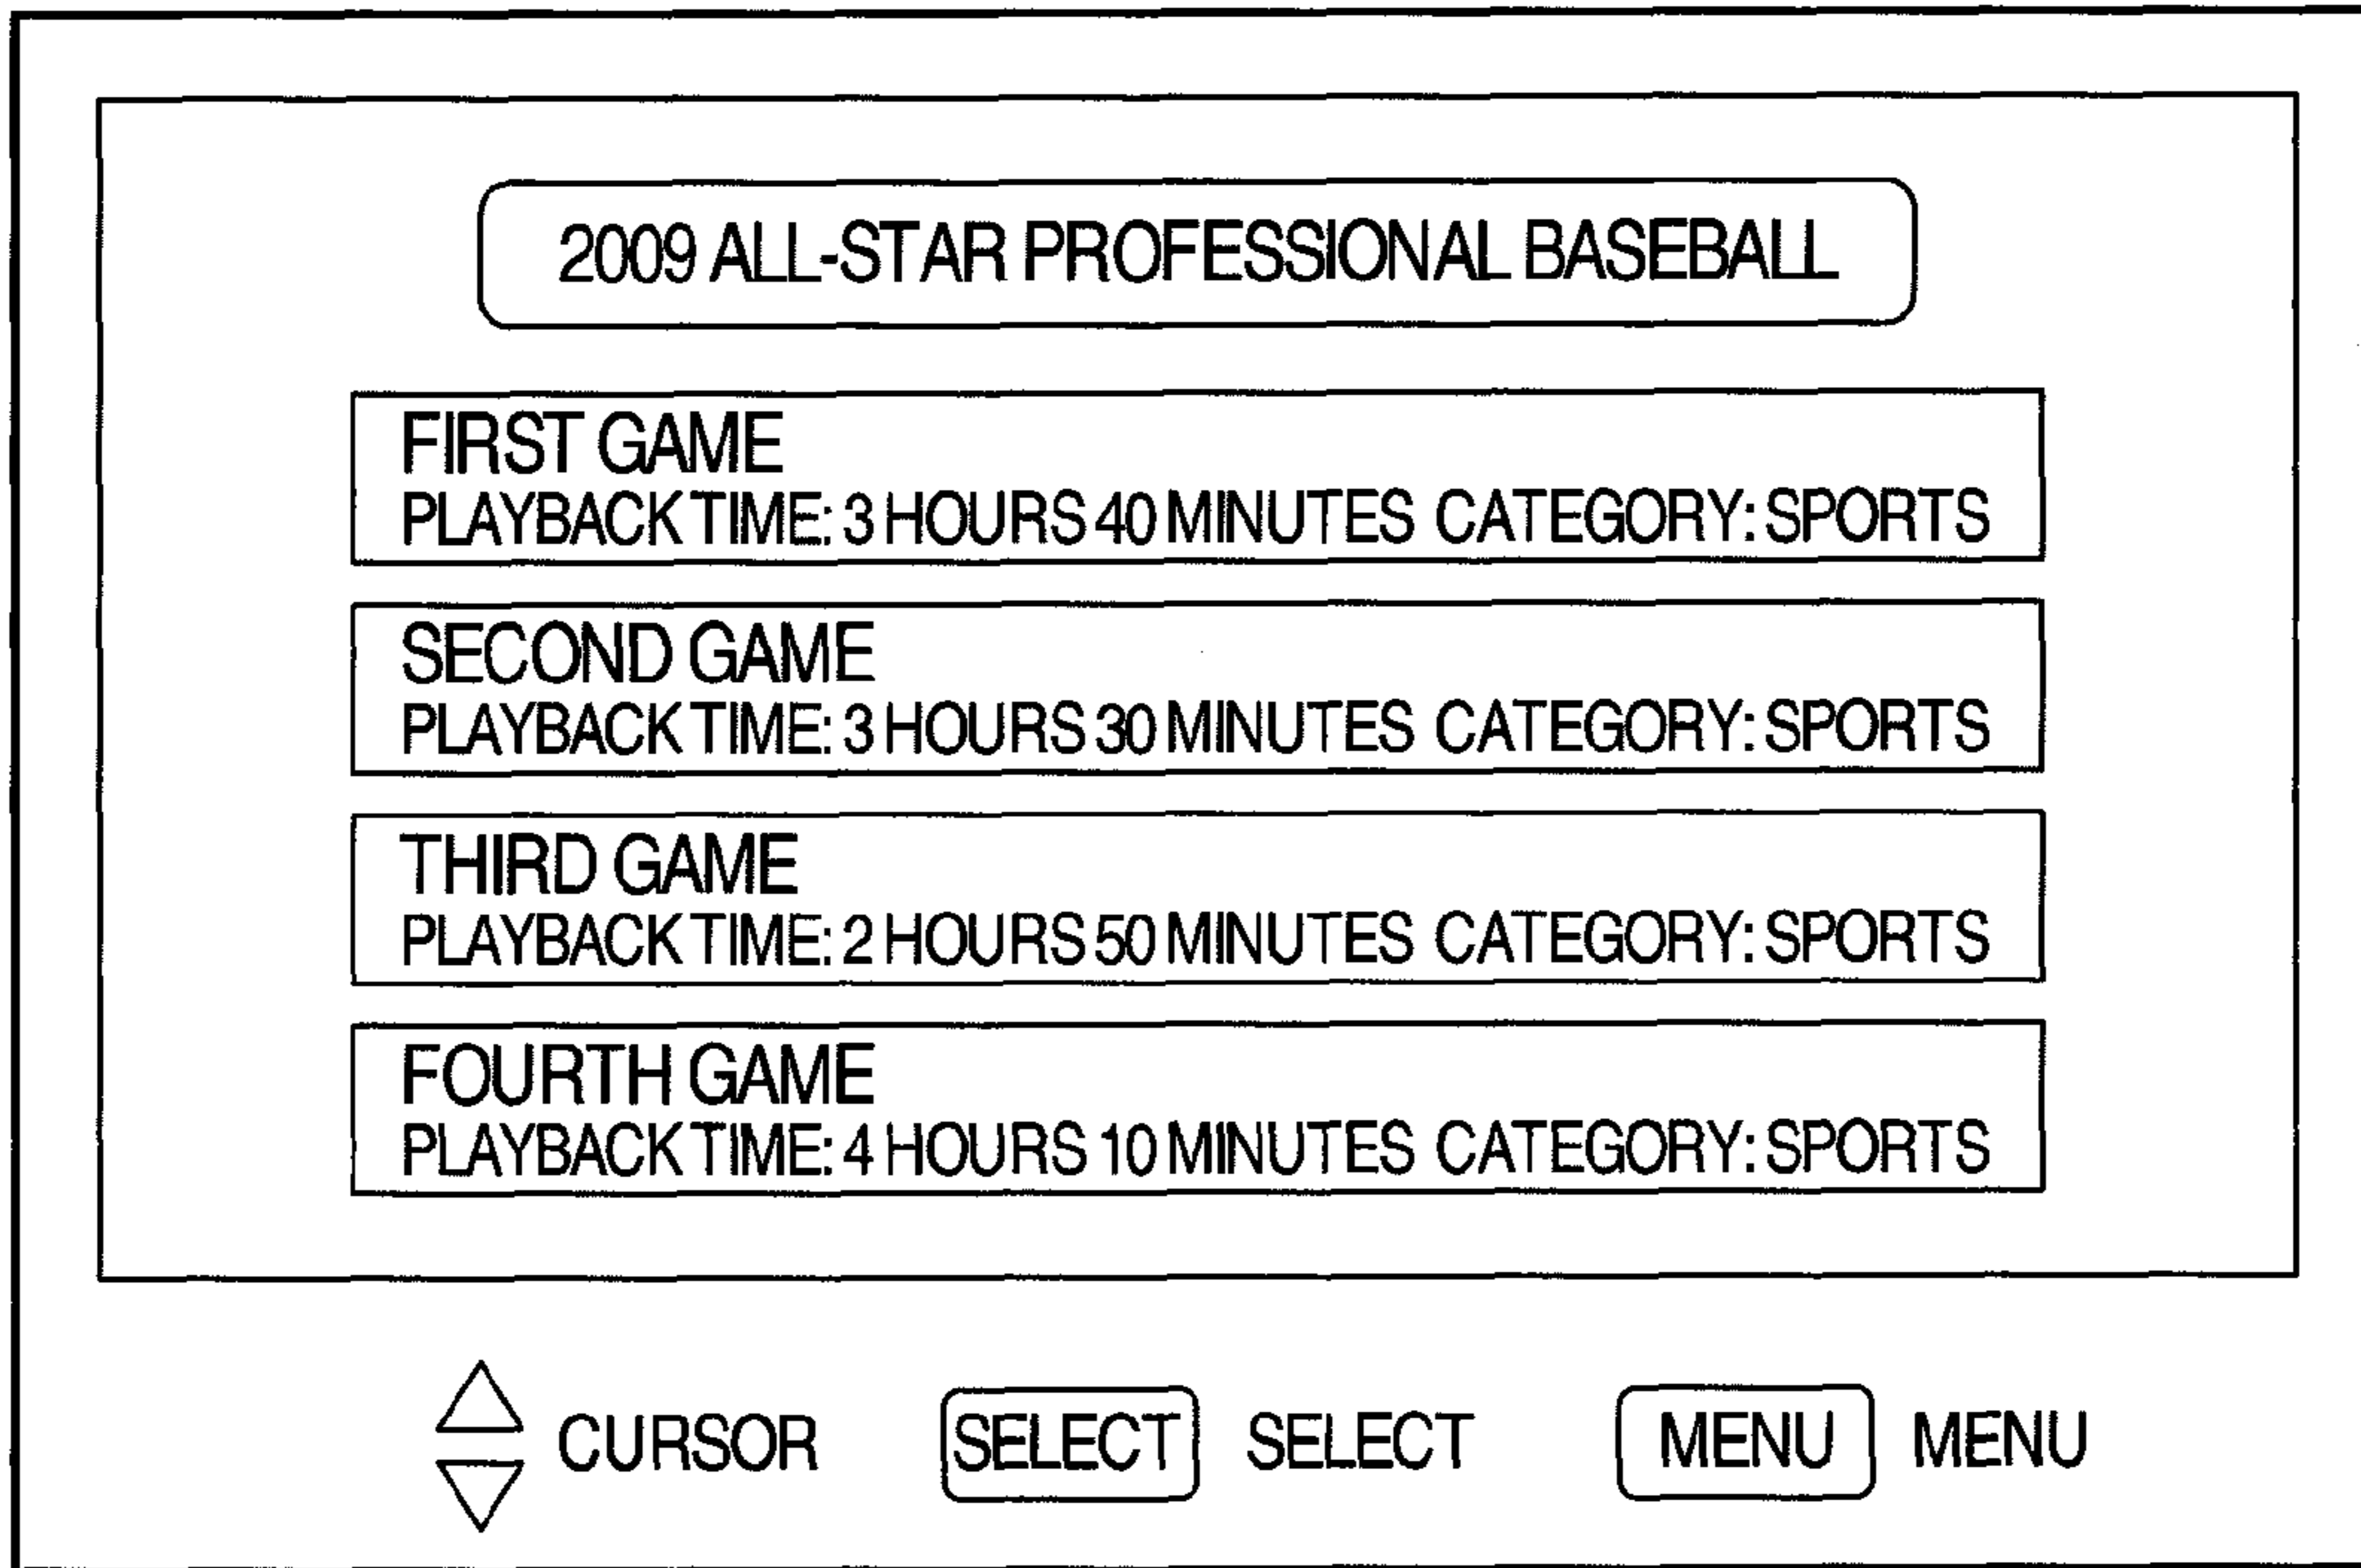 2009 ALL-STAR PROFESSIONAL BASEBALL
FIRST GAME
PLAYBACK TIME: 3 HOURS 40 MINUTES CATEGORY: SPORTS
SECOND GAME
PLAYBACK TIME: 3 HOURS 30 MINUTES CATEGORY: SPORTS
THIRD GAME
PLAYBACK TIME: 2 HOURS 50 MINUTES CATEGORY: SPORTS
FOURTH GAME
PLAYBACK TIME: 4 HOURS 10 MINUTES CATEGORY: SPORTS
CURSOR SELECT SELECT MENU MENU